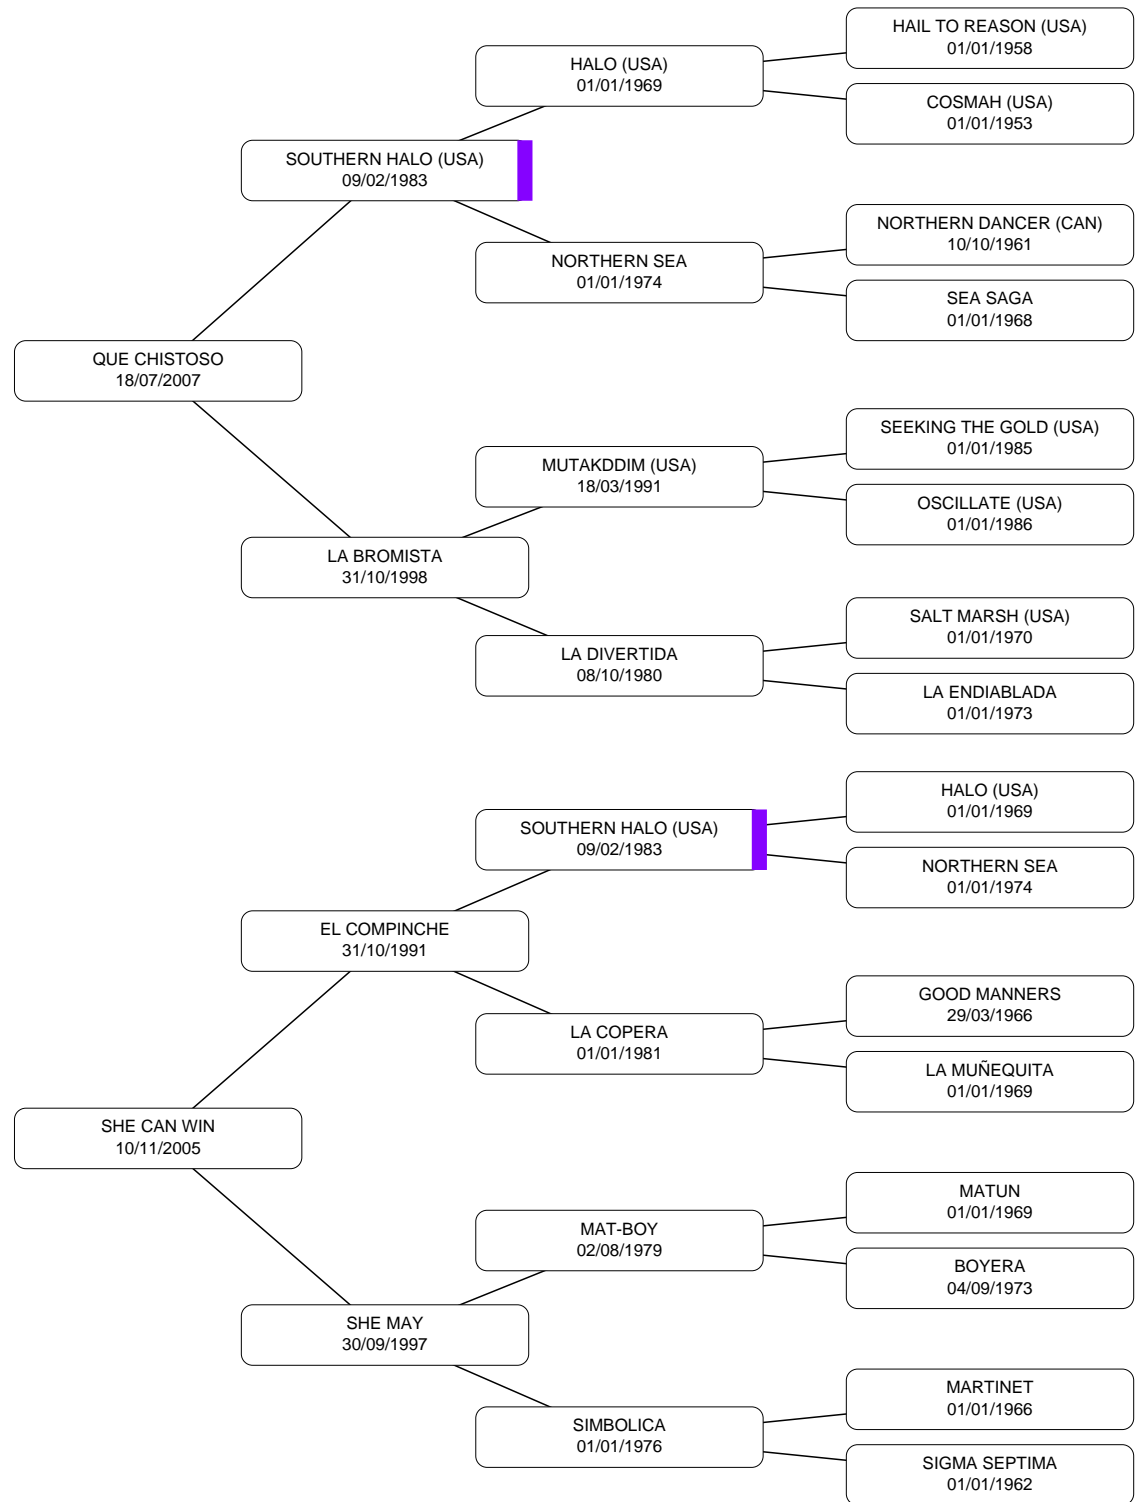 HAIL TO REASON (USA)
01/01/1958
HALO (USA)
01/01/1969
COSMAH (USA)
01/01/1953
SOUTHERN HALO (USA)
09/02/1983
NORTHERN DANCER (CAN)
10/10/1961
NORTHERN SEA
01/01/1974
SEA SAGA
01/01/1968
QUE CHISTOSO
18/07/2007
SEEKING THE GOLD (USA)
01/01/1985
MUTAKDDIM (USA)
18/03/1991
OSCILLATE (USA)
01/01/1986
LA BROMISTA
31/10/1998
SALT MARSH (USA)
01/01/1970
LA DIVERTIDA
08/10/1980
LA ENDIABLADA
01/01/1973
HALO (USA)
01/01/1969
SOUTHERN HALO (USA)
09/02/1983
NORTHERN SEA
01/01/1974
EL COMPINCHE
31/10/1991
GOOD MANNERS
29/03/1966
LA COPERA
01/01/1981
LA MUÑEQUITA
01/01/1969
SHE CAN WIN
10/11/2005
MATUN
01/01/1969
MAT-BOY
02/08/1979
BOYERA
04/09/1973
SHE MAY
30/09/1997
MARTINET
01/01/1966
SIMBOLICA
01/01/1976
SIGMA SEPTIMA
01/01/1962